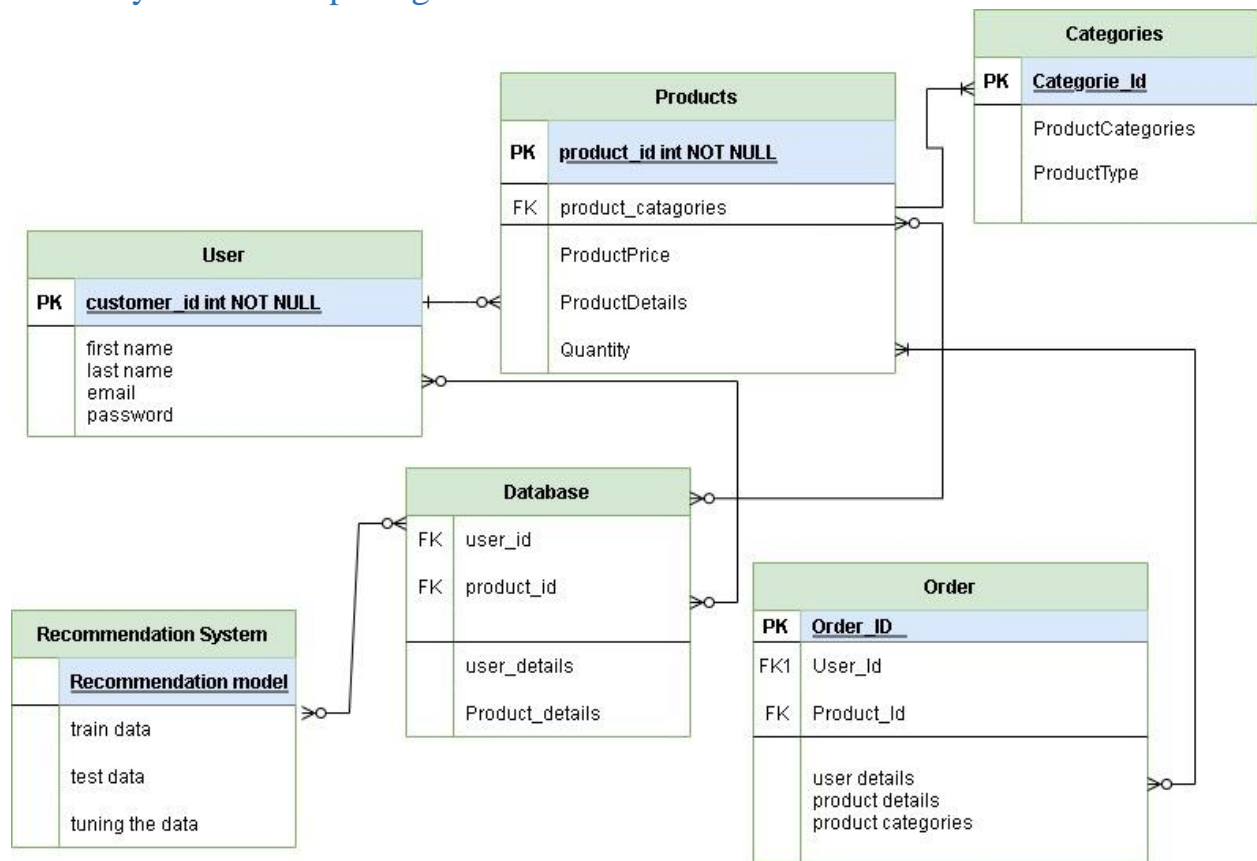 Categories
PK Categorie_Id
ProductCategories
ProductType
Products
PK product_id int NOT NULL
FK product_catagories
ProductPrice
ProductDetails
Quantity
User
PK customer_id int NOT NULL
first name
last name
email
password
Database
FK user_id
FK product_id
user_details
Product_details
Recommendation System
Recommendation model
train data
test data
tuning the data
Order
PK Order_ID
FK1 User_Id
FK Product_Id
user details
product details
product categories